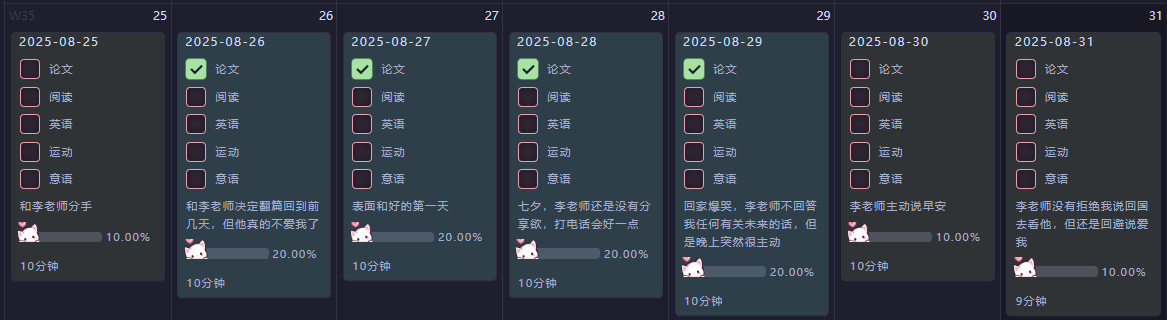 W35 25
2025-08-25
论文
阅读
英语
运动
意语
和李老师分手
10.00%
10分钟
26
2025-08-26
论文
阅读
英语
运动
意语
和李老师决定翻篇回到前
几天，但他真的不爱我了
20.00%
10分钟
27
2025-08-27
论文
阅读
英语
运动
意语
表面和好的第一天
20.00%
10分钟
28
2025-08-28
论文
阅读
英语
运动
意语
七夕，李老师还是没有分
享欲，打电话会好一点
20.00%
10分钟
29
2025-08-29
论文
阅读
英语
运动
意语
回家爆哭，李老师不回答
我任何有关未来的话，但
是晚上突然很主动
20.00%
10分钟
30
2025-08-30
论文
阅读
英语
运动
意语
李老师主动说早安
10.00%
10分钟
31
2025-08-31
论文
阅读
英语
运动
意语
李老师没有拒绝我说回国
去看他，但还是回避说爱
我
10.00%
9分钟